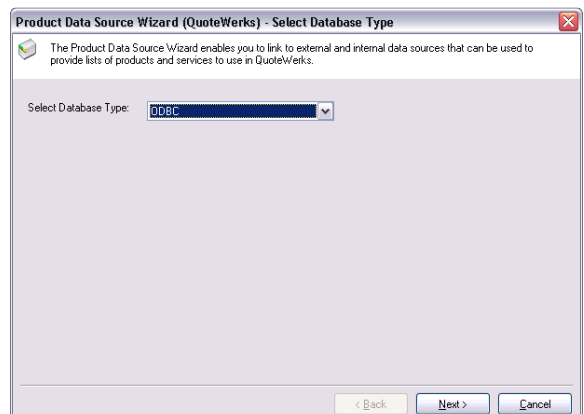 Product Data Source Wizard (QuoteWerks) - Select Database Type
The Product Data Source Wizard enables you to link to external and internal data sources that can be used to
provide lists of products and services to use in QuoteWerks.
Select Database Type: ODBC
< Back Next > Cancel